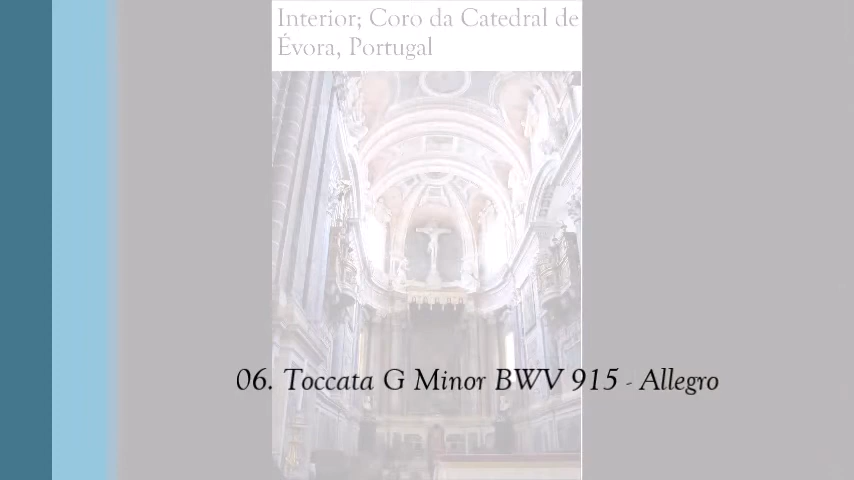 Interior; Coro da Catedral de
Évora, Portugal
06. Toccata G Minor BWV 915 - Allegro